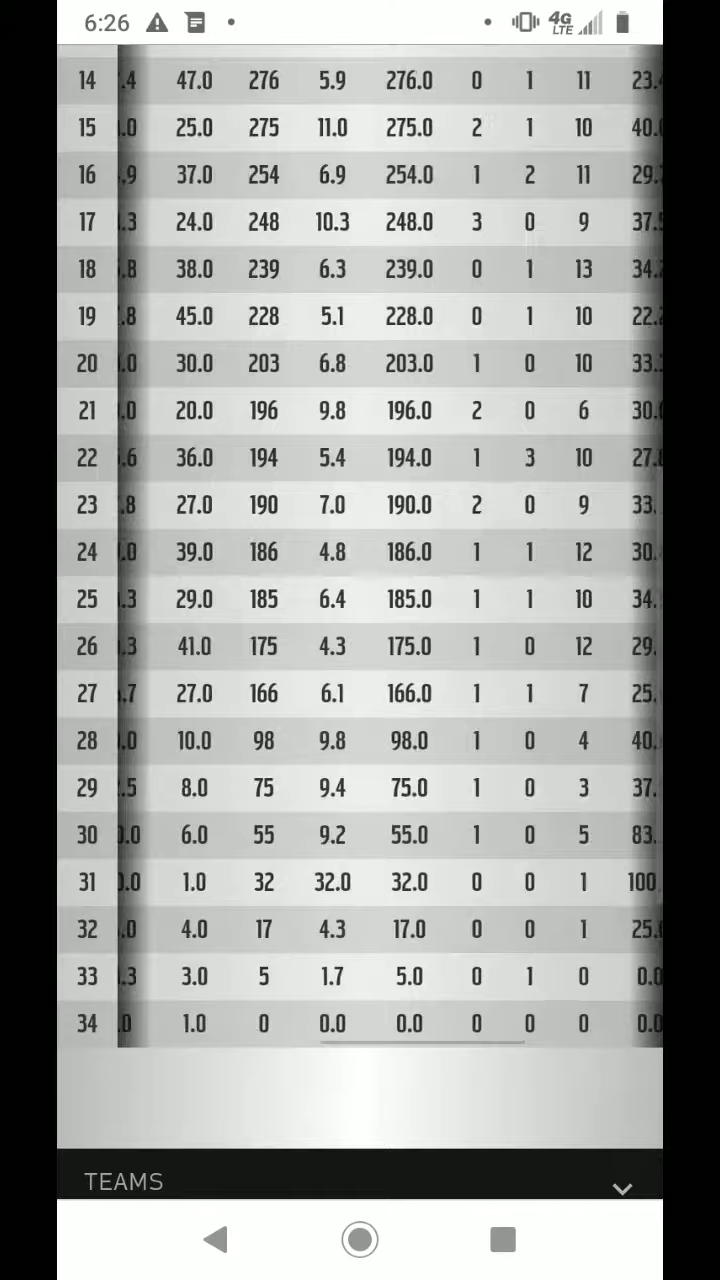 6:26 4G LTE
14 .4 47.0 276 5.9 276.0 0 1 11 23.4
15 .0 25.0 275 11.0 275.0 2 1 10 40.0
16 .9 37.0 254 6.9 254.0 1 2 11 29.
17 .3 24.0 248 10.3 248.0 3 0 9 37.5
18 .8 38.0 239 6.3 239.0 0 1 13 34.2
19 .8 45.0 228 5.1 228.0 0 1 10 22.2
20 .0 30.0 203 6.8 203.0 1 0 10 33.3
21 .0 20.0 196 9.8 196.0 2 0 6 30.0
22 .6 36.0 194 5.4 194.0 1 3 10 27.8
23 .8 27.0 190 7.0 190.0 2 0 9 33.
24 .0 39.0 186 4.8 186.0 1 1 12 30.
25 .3 29.0 185 6.4 185.0 1 1 10 34.
26 .3 41.0 175 4.3 175.0 1 0 12 29.
27 .7 27.0 166 6.1 166.0 1 1 7 25.
28 .0 10.0 98 9.8 98.0 1 0 4 40.
29 .5 8.0 75 9.4 75.0 1 0 3 37.
30 0.0 6.0 55 9.2 55.0 1 0 5 83.
31 0.0 1.0 32 32.0 32.0 0 0 1 100.
32 .0 4.0 17 4.3 17.0 0 0 1 25.0
33 .3 3.0 5 1.7 5.0 0 1 0 0.0
34 .0 1.0 0 0.0 0.0 0 0 0 0.0
TEAMS